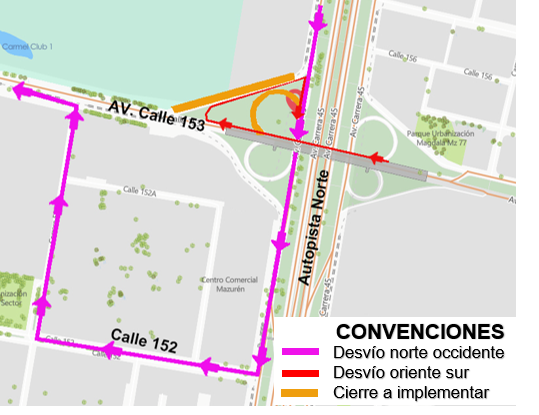 Carmel Club 1
Calle 156
Calle 156
AV. Calle 153
Av. Carrera 45
Av. Carrera 45
Av. Carrera 45
Parque Urbanización
Magdala Mz 77
Calle 152A
Autopista Norte
Centro Comercial
Mazurén
Carrera 45
Calle 152
CONVENCIONES
Desvío norte occidente
Desvío oriente sur
Cierre a implementar